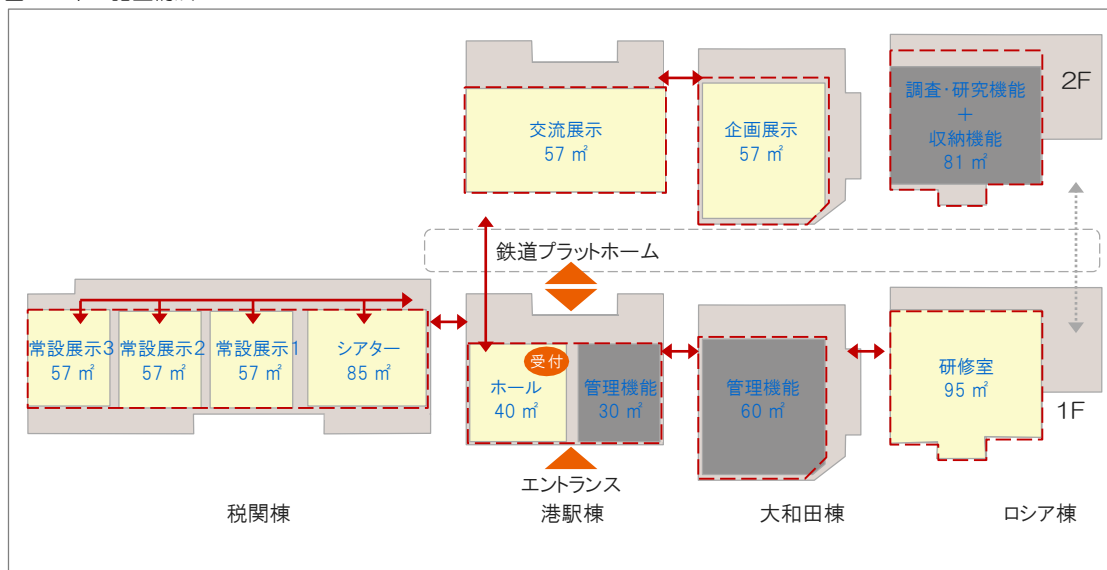 交流展示
57 ㎡
企画展示
57 ㎡
調査・研究機能
＋
収納機能
81 ㎡
2F
鉄道プラットホーム
常設展示3
57 ㎡
常設展示2
57 ㎡
常設展示1
57 ㎡
シアター
85 ㎡
受付
ホール
40 ㎡
管理機能
30 ㎡
管理機能
60 ㎡
研修室
95 ㎡
1F
エントランス
税関棟
港駅棟
大和田棟
ロシア棟